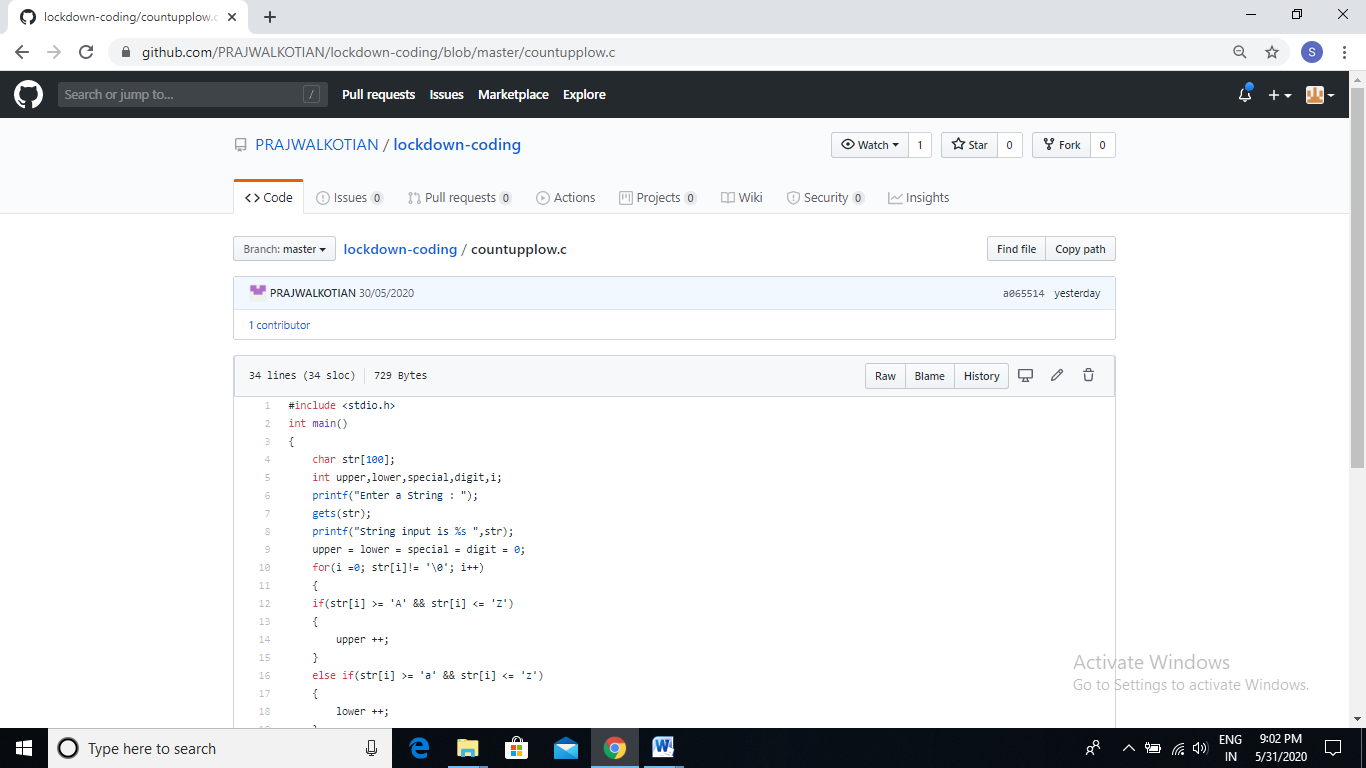 lockdown-coding/countupplow.c
github.com/PRAJWALKOTIAN/lockdown-coding/blob/master/countupplow.c
S
Search or jump to...
/
Pull requests Issues Marketplace Explore
PRAJWALKOTIAN / lockdown-coding
Watch 1
Star 0
Fork 0
<> Code
Issues 0
Pull requests 0
Actions
Projects 0
Wiki
Security 0
Insights
Branch: master
lockdown-coding / countupplow.c
Find file Copy path
PRAJWALKOTIAN 30/05/2020
a065514 yesterday
1 contributor
34 lines (34 sloc) 729 Bytes
Raw Blame History
1 #include <stdio.h>
2 int main()
3 {
4 char str[100];
5 int upper,lower,special,digit,i;
6 printf("Enter a String : ");
7 gets(str);
8 printf("String input is %s ",str);
9 upper = lower = special = digit = 0;
10 for(i =0; str[i]!= '\0'; i++)
11 {
12 if(str[i] >= 'A' && str[i] <= 'Z')
13 {
14 upper ++;
15 }
16 else if(str[i] >= 'a' && str[i] <= 'z')
17 {
18 lower ++;
Activate Windows
Go to Settings to activate Windows.
Type here to search
ENG
IN
9:02 PM
5/31/2020